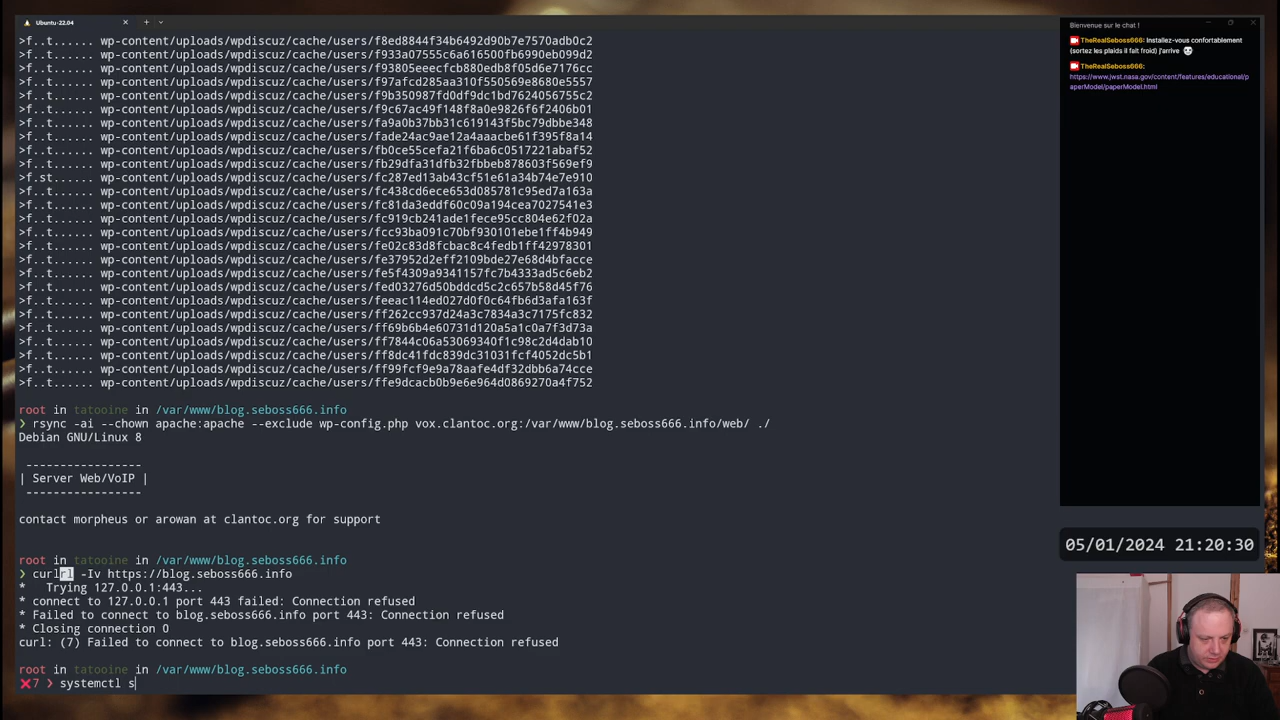 Ubuntu-22.04
>f..t...... wp-content/uploads/wpdiscuz/cache/users/f8e8844f34b6492d90b7e7570adb0c2
>f..t...... wp-content/uploads/wpdiscuz/cache/users/f933a07555c6a61500fb6990eb099d2
>f..t...... wp-content/uploads/wpdiscuz/cache/users/f93805eeecfcb880edb8f05d6e7176cc
>f..t...... wp-content/uploads/wpdiscuz/cache/users/f97afcd875aa310f550569e8680e5557
>f..t...... wp-content/uploads/wpdiscuz/cache/users/f9b350983fd0df9dc1bd7624056755c2
>f..t...... wp-content/uploads/wpdiscuz/cache/users/f9c67ac49f148f8a0e9826f6f2406b01
>f..t...... wp-content/uploads/wpdiscuz/cache/users/fa9a0b37bb31c619143f5bc79dbbe348
>f..t...... wp-content/uploads/wpdiscuz/cache/users/fade24ac9ae12a4aaacbe61f395f8a14
>f..t...... wp-content/uploads/wpdiscuz/cache/users/fb0ce55cefa21f6ba6c0517221abaf52
>f..t...... wp-content/uploads/wpdiscuz/cache/users/fb29dfa31dfb32fbbeb878603f569ef9
>f.st...... wp-content/uploads/wpdiscuz/cache/users/fc287ed13ab43cf51e61a34b74e7e910
>f..t...... wp-content/uploads/wpdiscuz/cache/users/fc438cd6ece653d085781c95ed7a163a
>f..t...... wp-content/uploads/wpdiscuz/cache/users/fc81da3eddf60c09a194cea7027541e3
>f..t...... wp-content/uploads/wpdiscuz/cache/users/fc919cb241ade1fece95cc804e62f02a
>f..t...... wp-content/uploads/wpdiscuz/cache/users/fcc93ba091c70bf930101ebe1ff4b949
>f..t...... wp-content/uploads/wpdiscuz/cache/users/fe02c83d8fcbac8c4fedb1ff42978301
>f..t...... wp-content/uploads/wpdiscuz/cache/users/fe37952d2eff2109bde27e68d4bfacce
>f..t...... wp-content/uploads/wpdiscuz/cache/users/fe5f4309a9341157fc7b4333ad5c6eb2
>f..t...... wp-content/uploads/wpdiscuz/cache/users/fed03276d50bddcd5c2c657b58d45f76
>f..t...... wp-content/uploads/wpdiscuz/cache/users/feeac114ed027d0f0c64fb6d3afa163f
>f..t...... wp-content/uploads/wpdiscuz/cache/users/ff262cc937d24a3c7834a3c7175fc832
>f..t...... wp-content/uploads/wpdiscuz/cache/users/ff69b6b4e60731d120a5a1c0a7f3d73a
>f..t...... wp-content/uploads/wpdiscuz/cache/users/ff7844c06a53069340f1c98c2d4dab10
>f..t...... wp-content/uploads/wpdiscuz/cache/users/ff8dc41fdc839dc31031fcf4052dc5b1
>f..t...... wp-content/uploads/wpdiscuz/cache/users/ff99fcf9e9a78aafe4df32dbb6a74cce
>f..t...... wp-content/uploads/wpdiscuz/cache/users/ffe9dcacb0b9e6e964d0869270a4f752
root in tatooine in /var/www/blog.seboss666.info
❯ rsync -ai --chown apache:apache --exclude wp-config.php vox.clantoc.org:/var/www/blog.seboss666.info/web/ ./
Debian GNU/Linux 8
-----------------
| Server Web/VoIP |
-----------------
contact morpheus or arowan at clantoc.org for support
root in tatooine in /var/www/blog.seboss666.info
❯ curlrl -Iv https://blog.seboss666.info
* Trying 127.0.0.1:443...
* connect to 127.0.0.1 port 443 failed: Connection refused
* Failed to connect to blog.seboss666.info port 443: Connection refused
* Closing connection 0
curl: (7) Failed to connect to blog.seboss666.info port 443: Connection refused
root in tatooine in /var/www/blog.seboss666.info
❌7 ❯ systemctl s
Bienvenue sur le chat !
TheRealSeboss666: Installez-vous confortablement
(sortez les plaids il fait froid) j'arrive
TheRealSeboss666:
https://www.jwst.nasa.gov/content/features/educational/p
aperModel/paperModel.html
05/01/2024 21:20:30